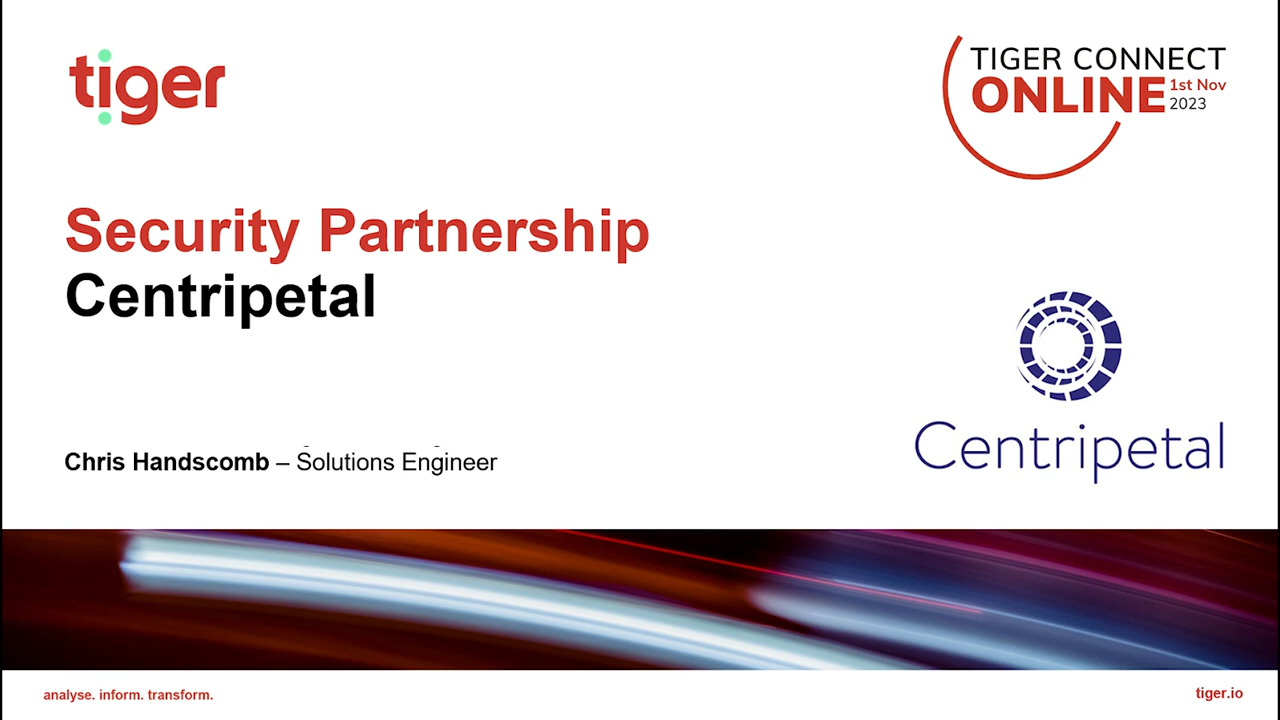 tiger
TIGER CONNECT
ONLINE 1st Nov
2023
Security Partnership
Centripetal
Centripetal
Chris Handscomb – Solutions Engineer
analyse. inform. transform.
tiger.io